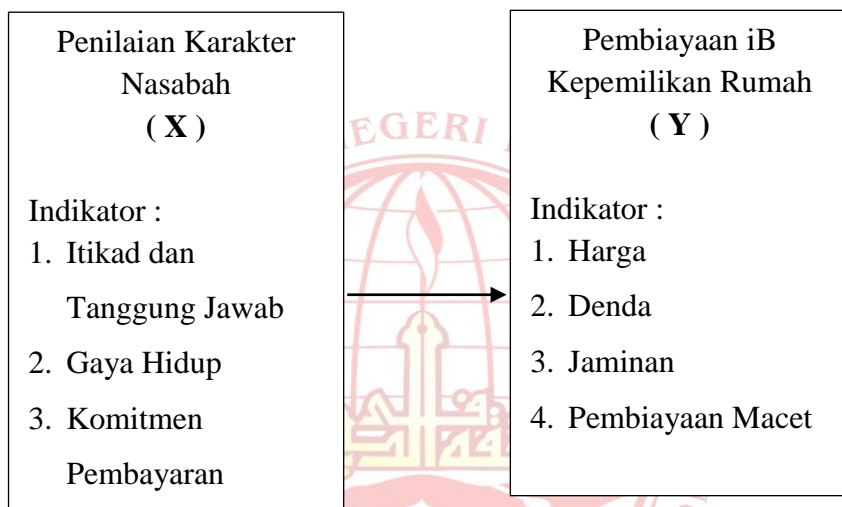 Penilaian Karakter
Nasabah
( X )
Indikator :
1. Itikad dan
Tanggung Jawab
2. Gaya Hidup
3. Komitmen
Pembayaran
Pembiayaan iB
Kepemilikan Rumah
( Y )
Indikator :
1. Harga
2. Denda
3. Jaminan
4. Pembiayaan Macet
EGERI